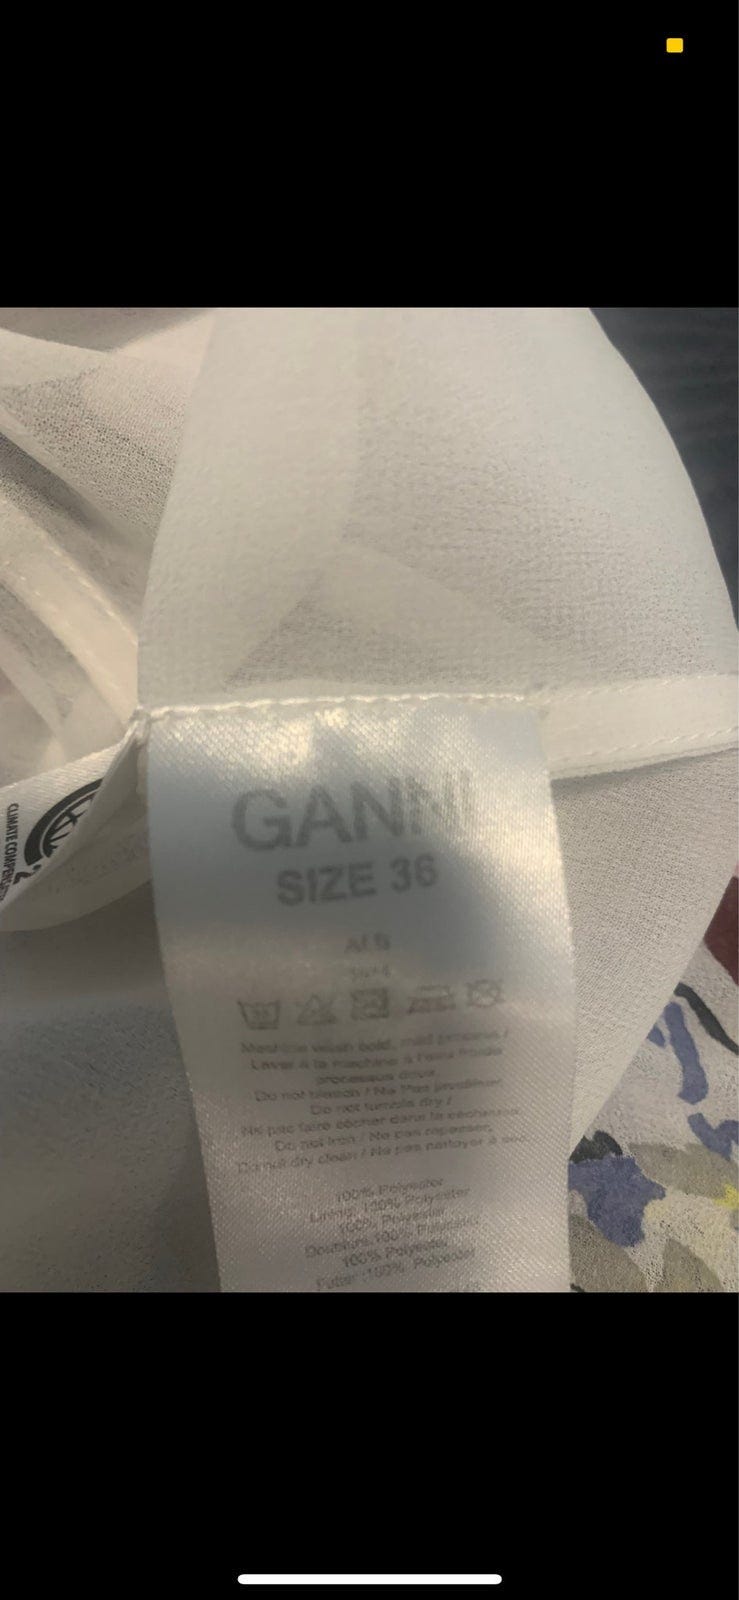 GANNI
SIZE 36
Machine wash cold, mild process /
Laver à la machine à l'eau froide
processus doux
Do not bleach / Ne Pas javelliser
Do not tumble dry /
Ne pas faire sécher dans la sécheuse
Do not iron / Ne pas repasser,
Do not dry clean / Ne pas nettoyer à sec
100% Polyester
Lining: 100% Polyester
100% Polyester
Doublure: 100% Polyester
100% Polyester
Futter: 100% Polyester
CLIMATE